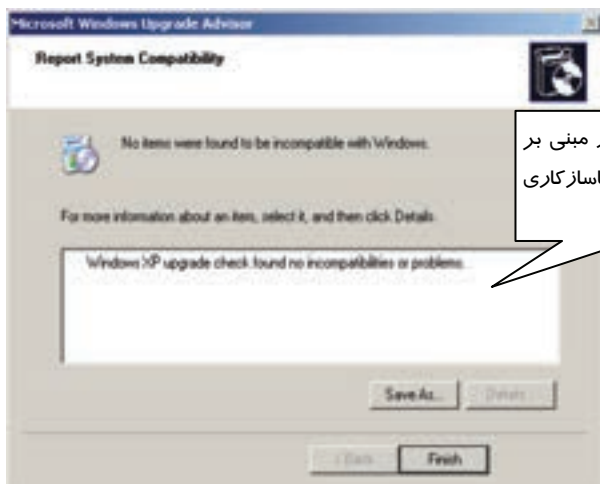 Microsoft Windows Upgrade Advisor
Report System Compatibility
No items were found to be incompatible with Windows.
مبنی بر
For more information about an item, select it, and then click Details.
Windows XP upgrade check found no incompatibilities or problems.
Save As...
Details...
< Back
Finish